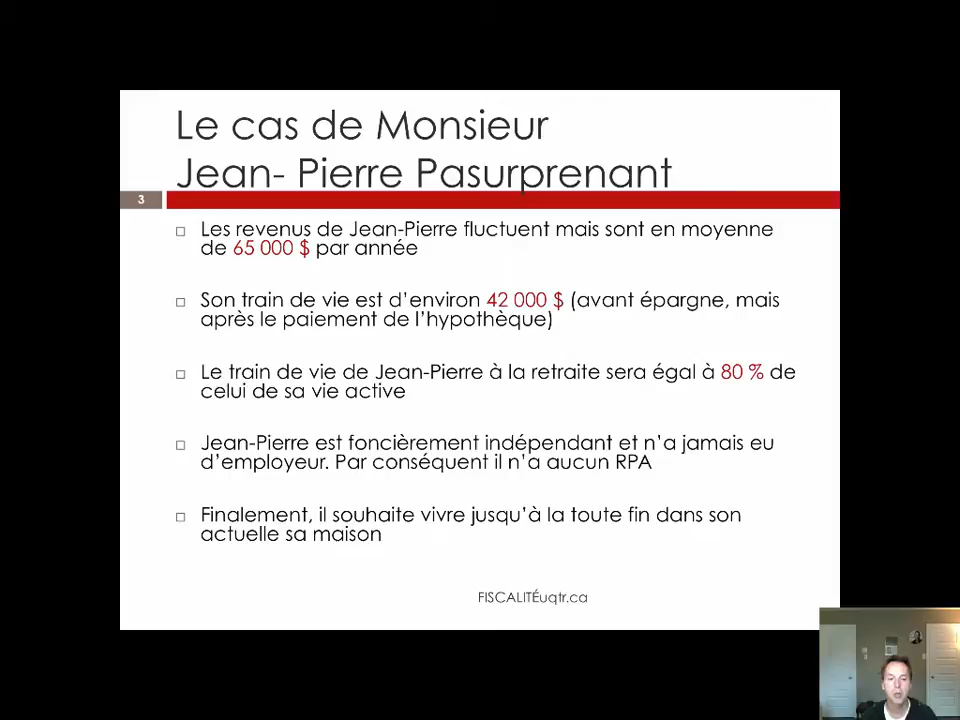 Le cas de Monsieur
Jean- Pierre Pasurprenant
3
□ Les revenus de Jean-Pierre fluctuent mais sont en moyenne
de 65 000 $ par année
□ Son train de vie est d'environ 42 000 $ (avant épargne, mais
après le paiement de l'hypothèque)
□ Le train de vie de Jean-Pierre à la retraite sera égal à 80 % de
celui de sa vie active
□ Jean-Pierre est foncièrement indépendant et n'a jamais eu
d'employeur. Par conséquent il n'a aucun RPA
□ Finalement, il souhaite vivre jusqu'à la toute fin dans son
actuelle sa maison
FISCALITÉuqtr.ca